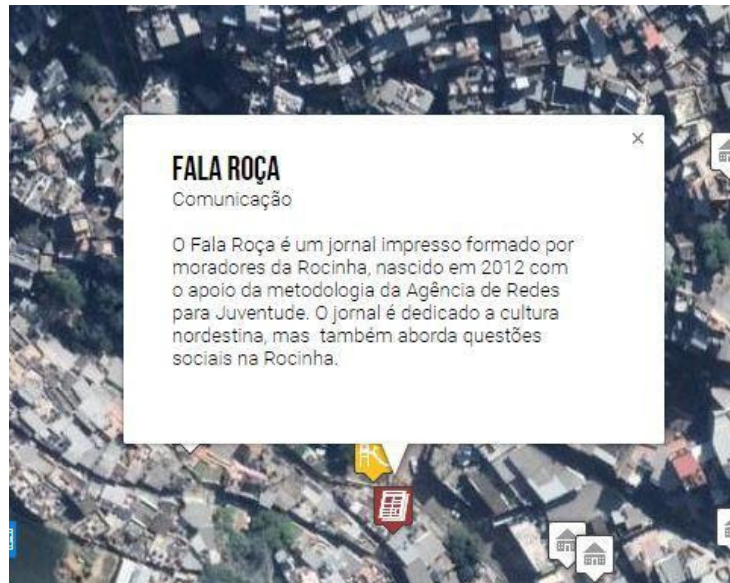 FALA ROÇA
Comunicação
O Fala Roça é um jornal impresso formado por
moradores da Rocinha, nascido em 2012 com
o apoio da metodologia da Agência de Redes
para Juventude. O jornal é dedicado a cultura
nordestina, mas também aborda questões
sociais na Rocinha.